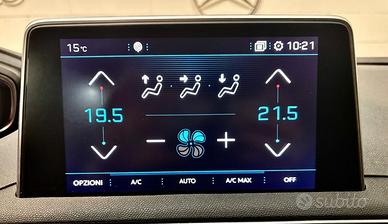 15°C 10:21
19.5 21.5
OPZIONI A/C AUTO A/C MAX OFF
subito